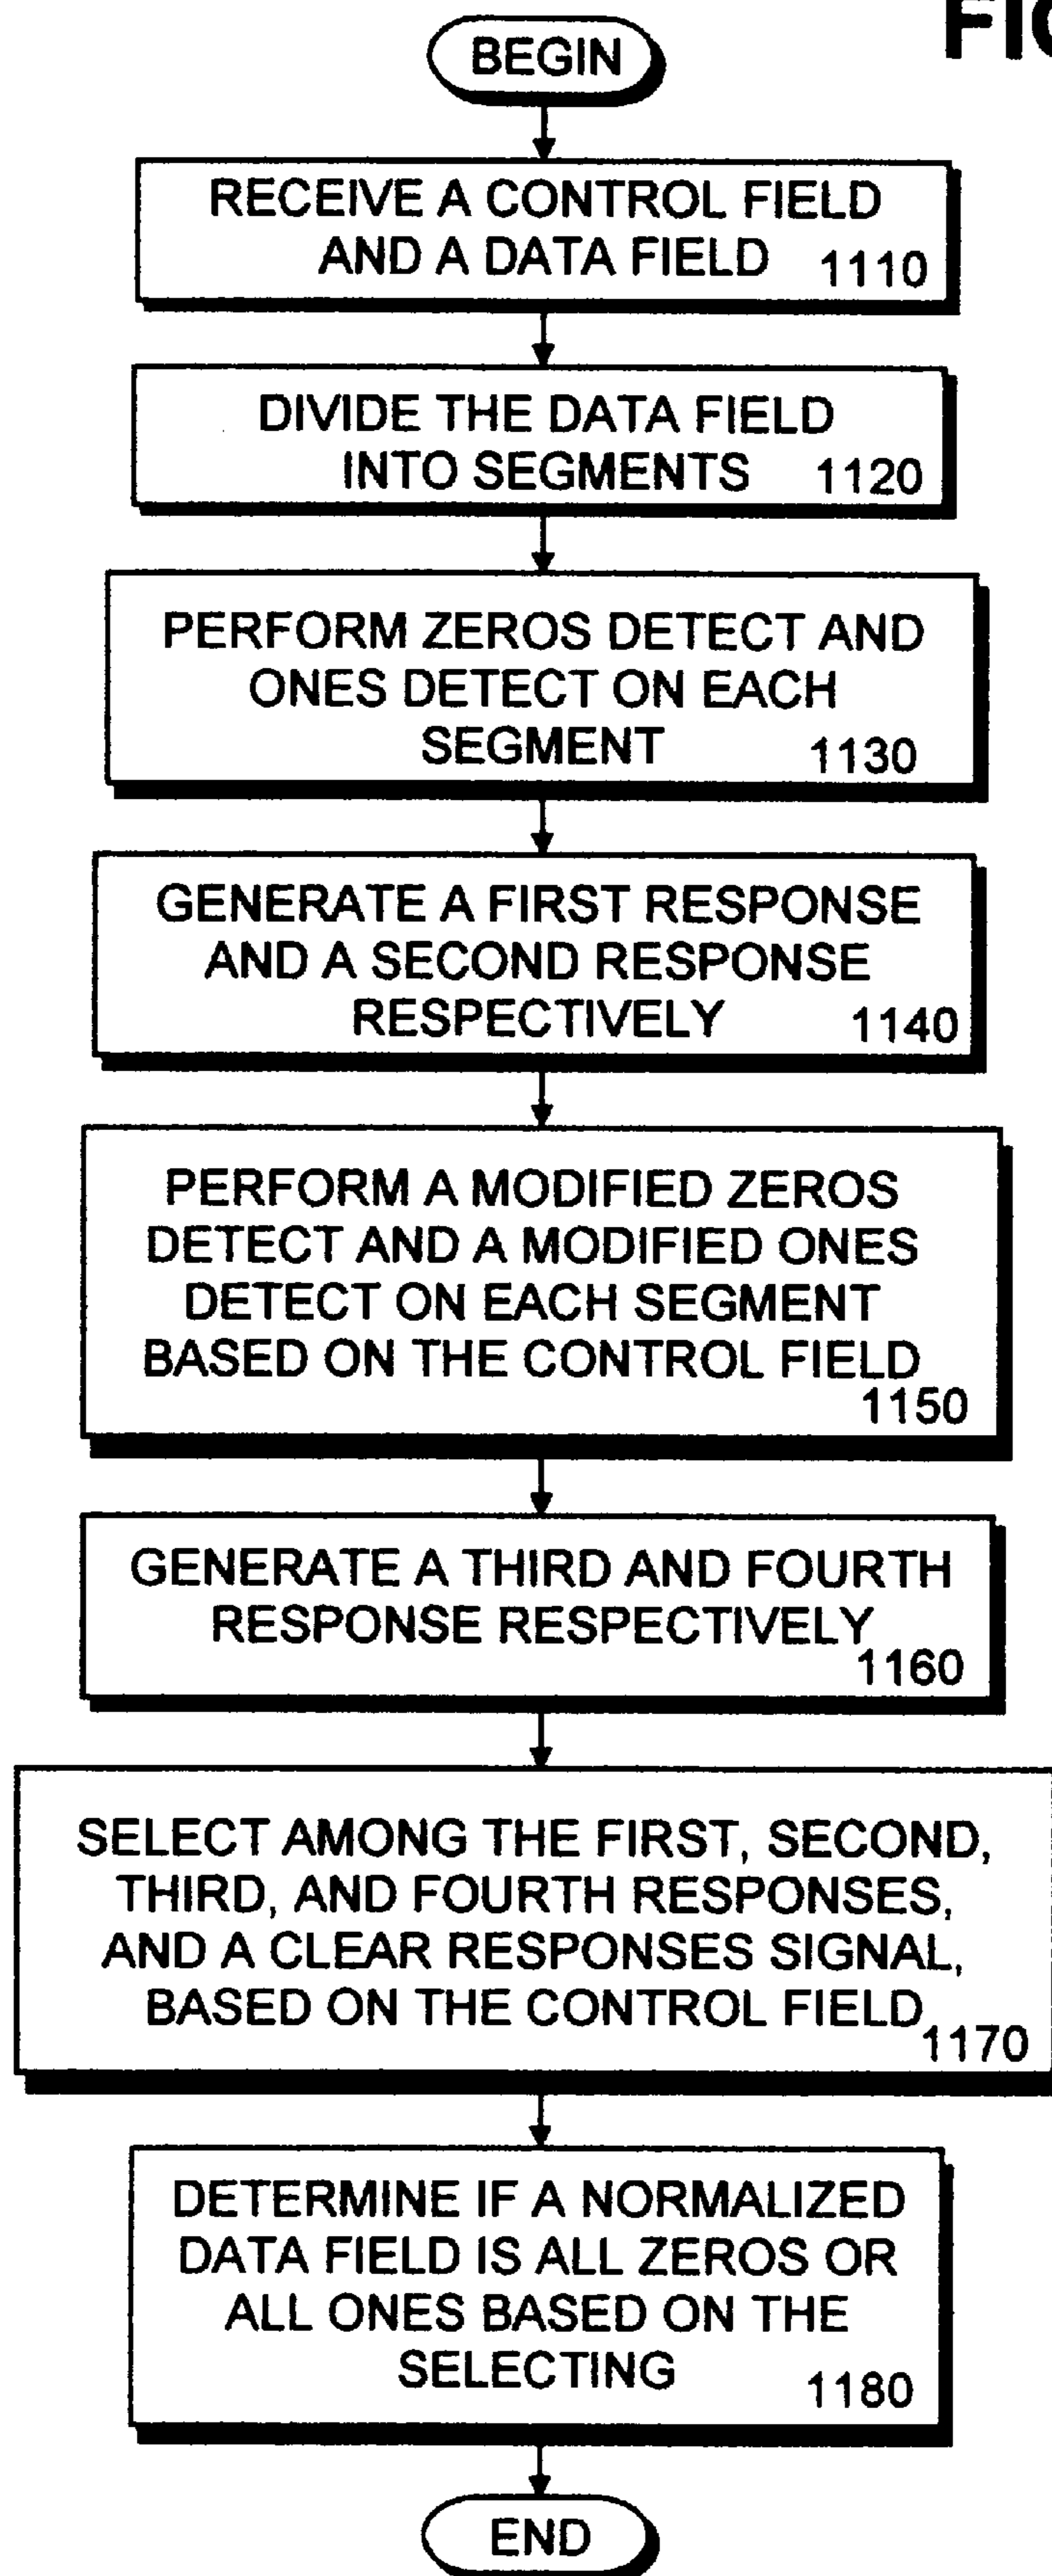 BEGIN
RECEIVE A CONTROL FIELD
AND A DATA FIELD 1110
DIVIDE THE DATA FIELD
INTO SEGMENTS 1120
PERFORM ZEROS DETECT AND
ONES DETECT ON EACH
SEGMENT 1130
GENERATE A FIRST RESPONSE
AND A SECOND RESPONSE
RESPECTIVELY 1140
PERFORM A MODIFIED ZEROS
DETECT AND A MODIFIED ONES
DETECT ON EACH SEGMENT
BASED ON THE CONTROL FIELD
1150
GENERATE A THIRD AND FOURTH
RESPONSE RESPECTIVELY
1160
SELECT AMONG THE FIRST, SECOND,
THIRD, AND FOURTH RESPONSES,
AND A CLEAR RESPONSES SIGNAL,
BASED ON THE CONTROL FIELD
1170
DETERMINE IF A NORMALIZED
DATA FIELD IS ALL ZEROS OR
ALL ONES BASED ON THE
SELECTING 1180
END